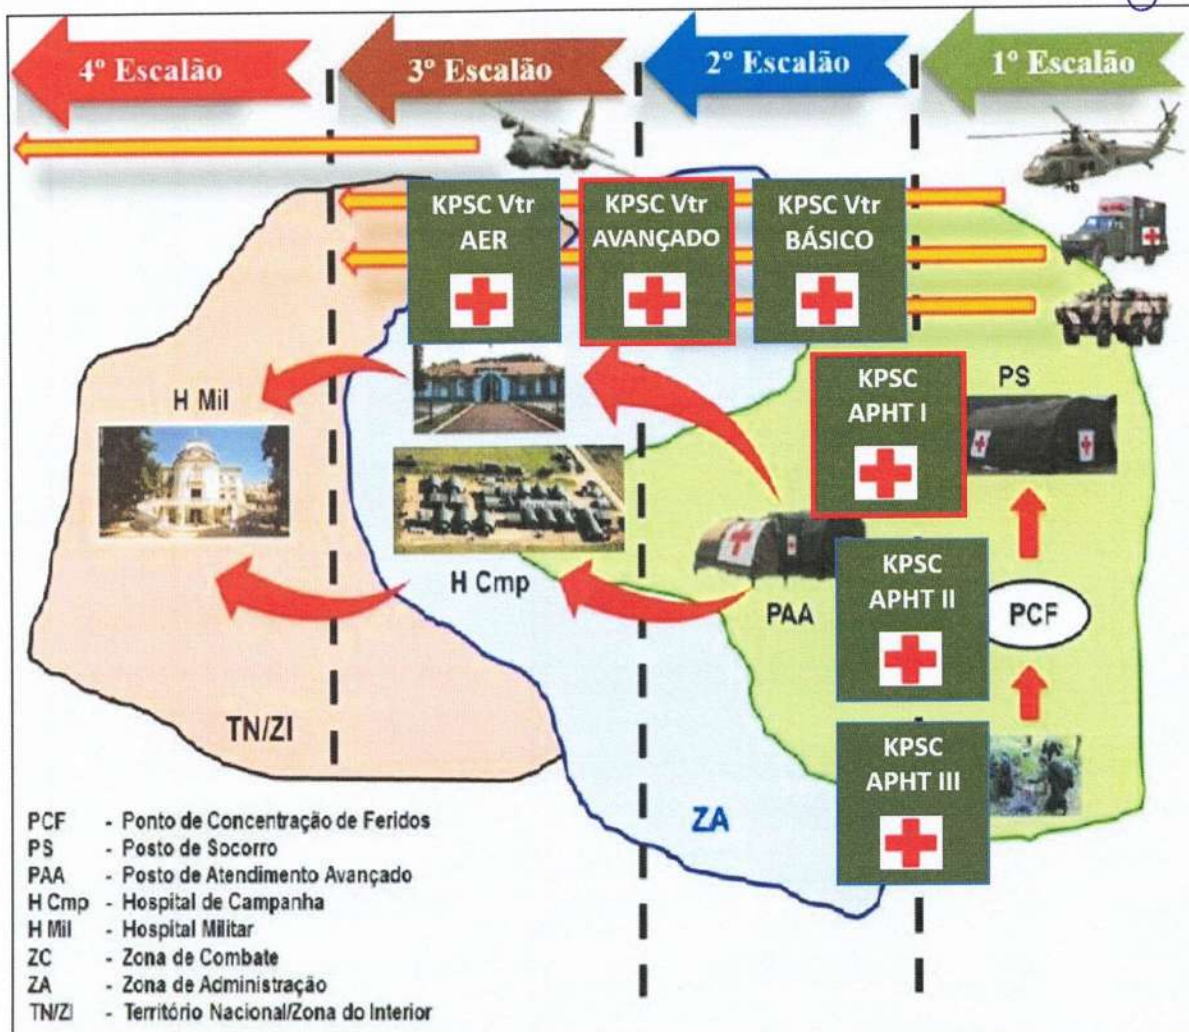 4º Escalão
3º Escalão
2º Escalão
1º Escalão
KPSC Vtr
AER
KPSC Vtr
AVANÇADO
KPSC Vtr
BÁSICO
H Mil
KPSC
APHT I
PS
H Cmp
PAA
KPSC
APHT II
PCF
TN/ZI
KPSC
APHT III
ZA
PCF - Ponto de Concentração de Feridos
PS - Posto de Socorro
PAA - Posto de Atendimento Avançado
H Cmp - Hospital de Campanha
H Mil - Hospital Militar
ZC - Zona de Combate
ZA - Zona de Administração
TN/ZI - Território Nacional/Zona do Interior